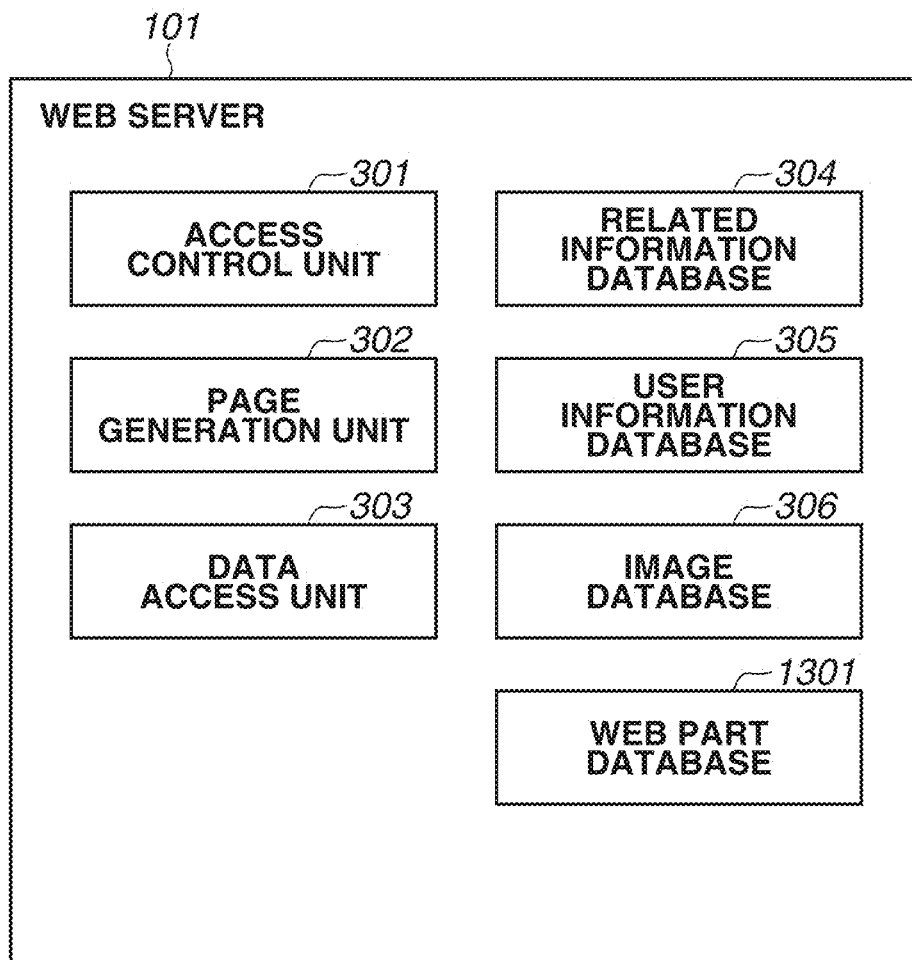 101
WEB SERVER
301
ACCESS
CONTROL UNIT
302
PAGE
GENERATION UNIT
303
DATA
ACCESS UNIT
304
RELATED
INFORMATION
DATABASE
305
USER
INFORMATION
DATABASE
306
IMAGE
DATABASE
1301
WEB PART
DATABASE